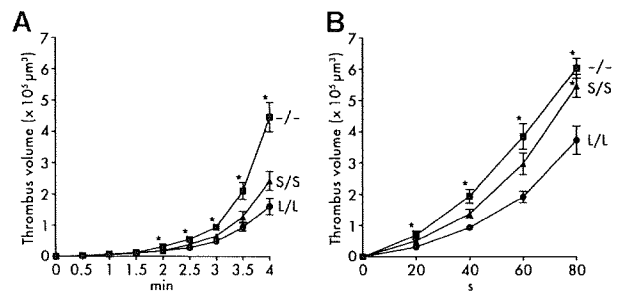 A
Thrombus volume (x 10⁵ μm³)
7
6
5
4
3
2
1
0
0 0.5 1 1.5 2 2.5 3 3.5 4
min
* * * * * *
-/-
S/S
L/L
B
Thrombus volume (x 10⁵ μm³)
7
6
5
4
3
2
1
0
0 20 40 60 80
s
* * * * *
-/-
S/S
L/L